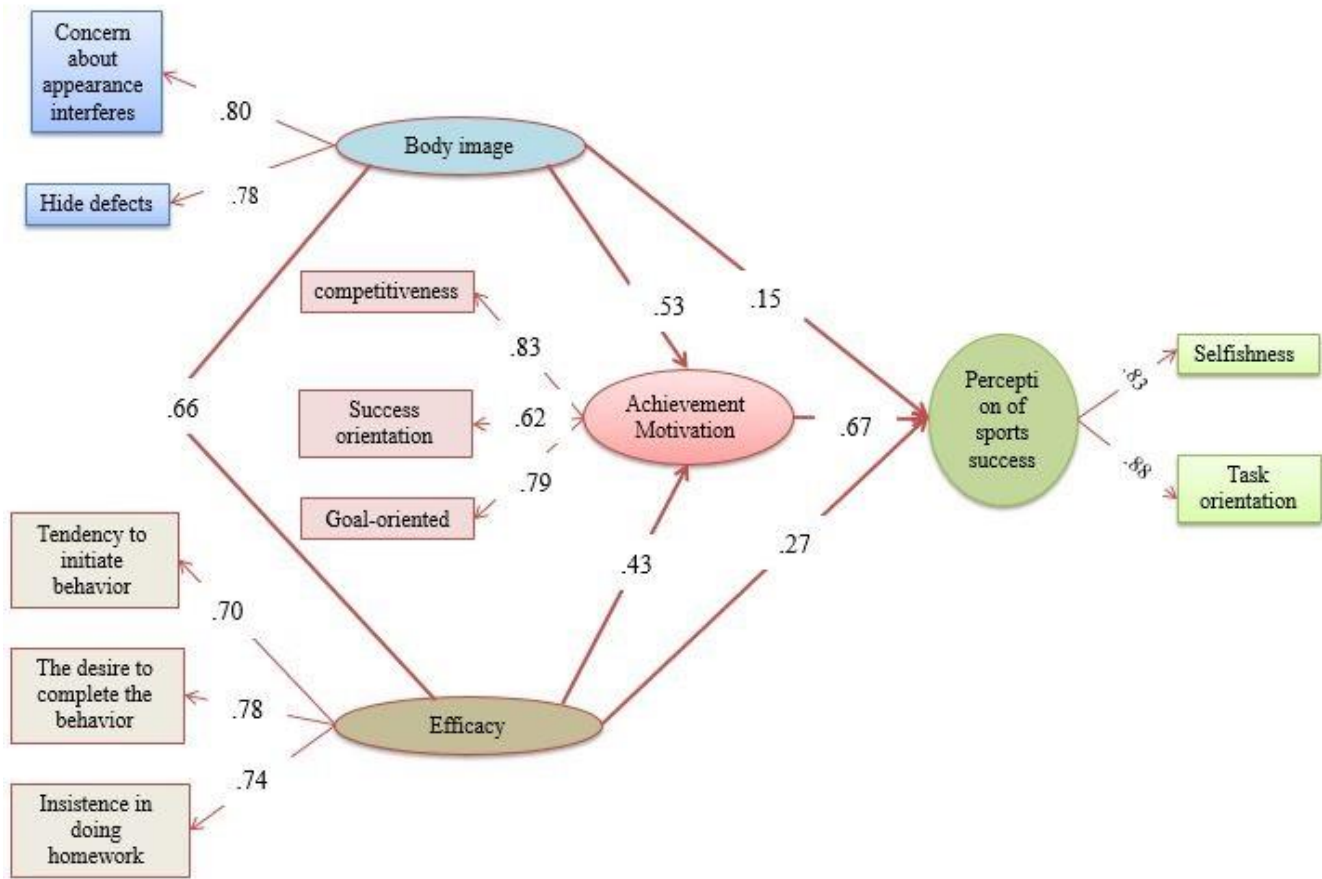 Concern
about
appearance
interferes
.80
Body image
Hide defects
.78
competitiveness
.53
.15
.83
Selfishness
.83
Success
orientation
.62
Achievement
Motivation
.67
Percepti
on of
sports
success
.66
.79
.88
Task
orientation
Goal-oriented
Tendency to
initiate
behavior
.43
.27
.70
The desire to
complete the
behavior
.78
Efficacy
.74
Insistence in
doing
homework